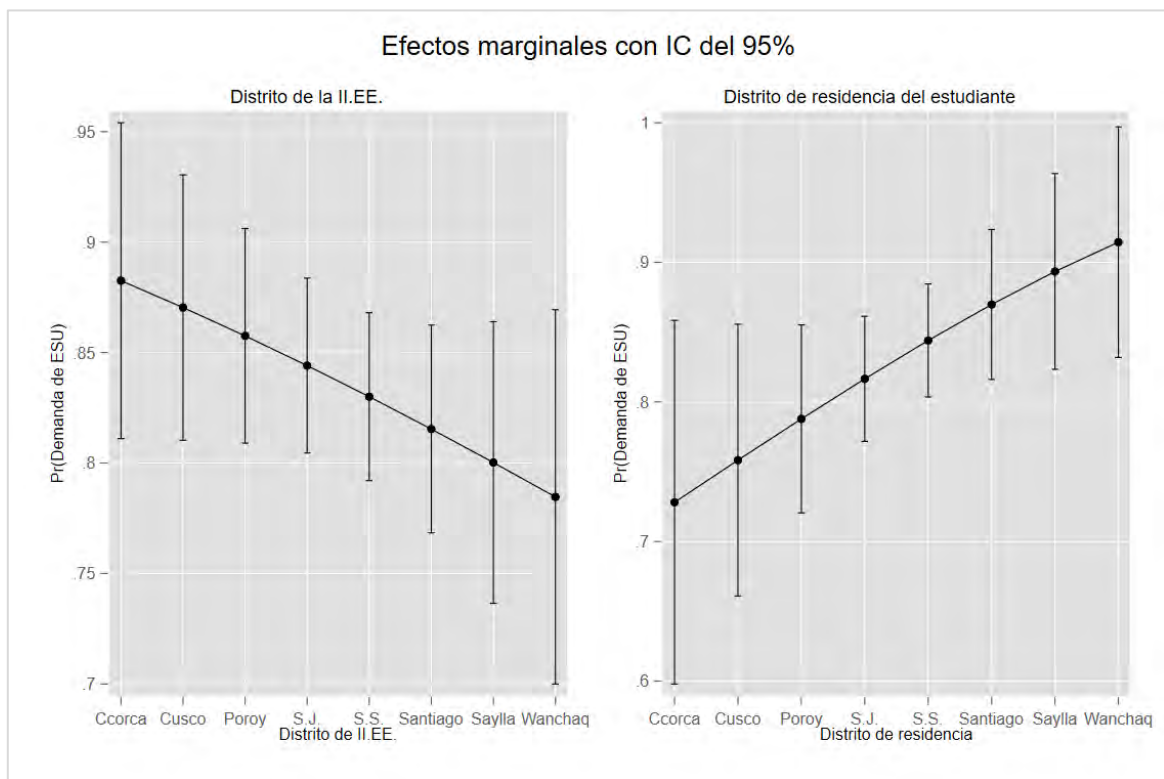 Efectos marginales con IC del 95%
Distrito de la II.EE.
Pr(Demanda de ESU)
.95
.9
.85
.8
.75
.7
Ccorca Cusco Poroy S.J. S.S. Santiago Saylla Wanchaq
Distrito de II.EE.
Distrito de residencia del estudiante
Pr(Demanda de ESU)
1
.9
.8
.7
.6
Ccorca Cusco Poroy S.J. S.S. Santiago Saylla Wanchaq
Distrito de residencia